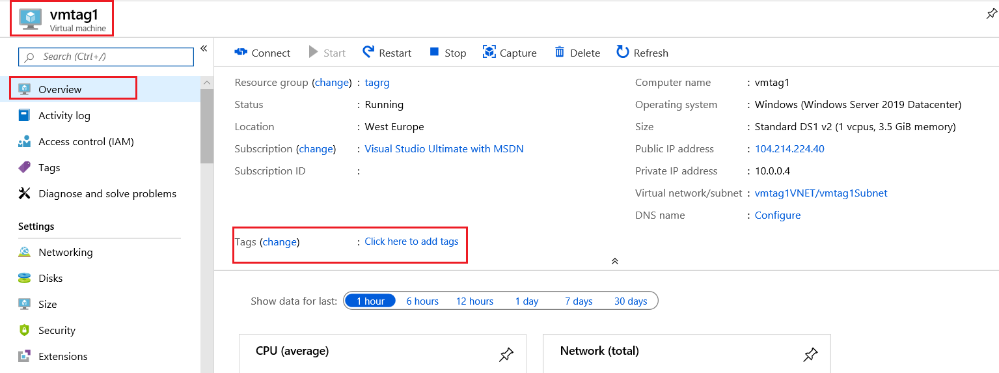 vmtag1
Virtual machine
Search (Ctrl+/)
«
Overview
Activity log
Access control (IAM)
Tags
Diagnose and solve problems
Settings
Networking
Disks
Size
Security
Extensions
Connect Start Restart Stop Capture Delete Refresh
Resource group (change) : tagrg
Status : Running
Location : West Europe
Subscription (change) : Visual Studio Ultimate with MSDN
Subscription ID :
Tags (change) : Click here to add tags
Computer name : vmtag1
Operating system : Windows (Windows Server 2019 Datacenter)
Size : Standard DS1 v2 (1 vcpus, 3.5 GiB memory)
Public IP address : 104.214.224.40
Private IP address : 10.0.0.4
Virtual network/subnet : vmtag1VNET/vmtag1Subnet
DNS name : Configure
Show data for last: 1 hour 6 hours 12 hours 1 day 7 days 30 days
CPU (average)
Network (total)